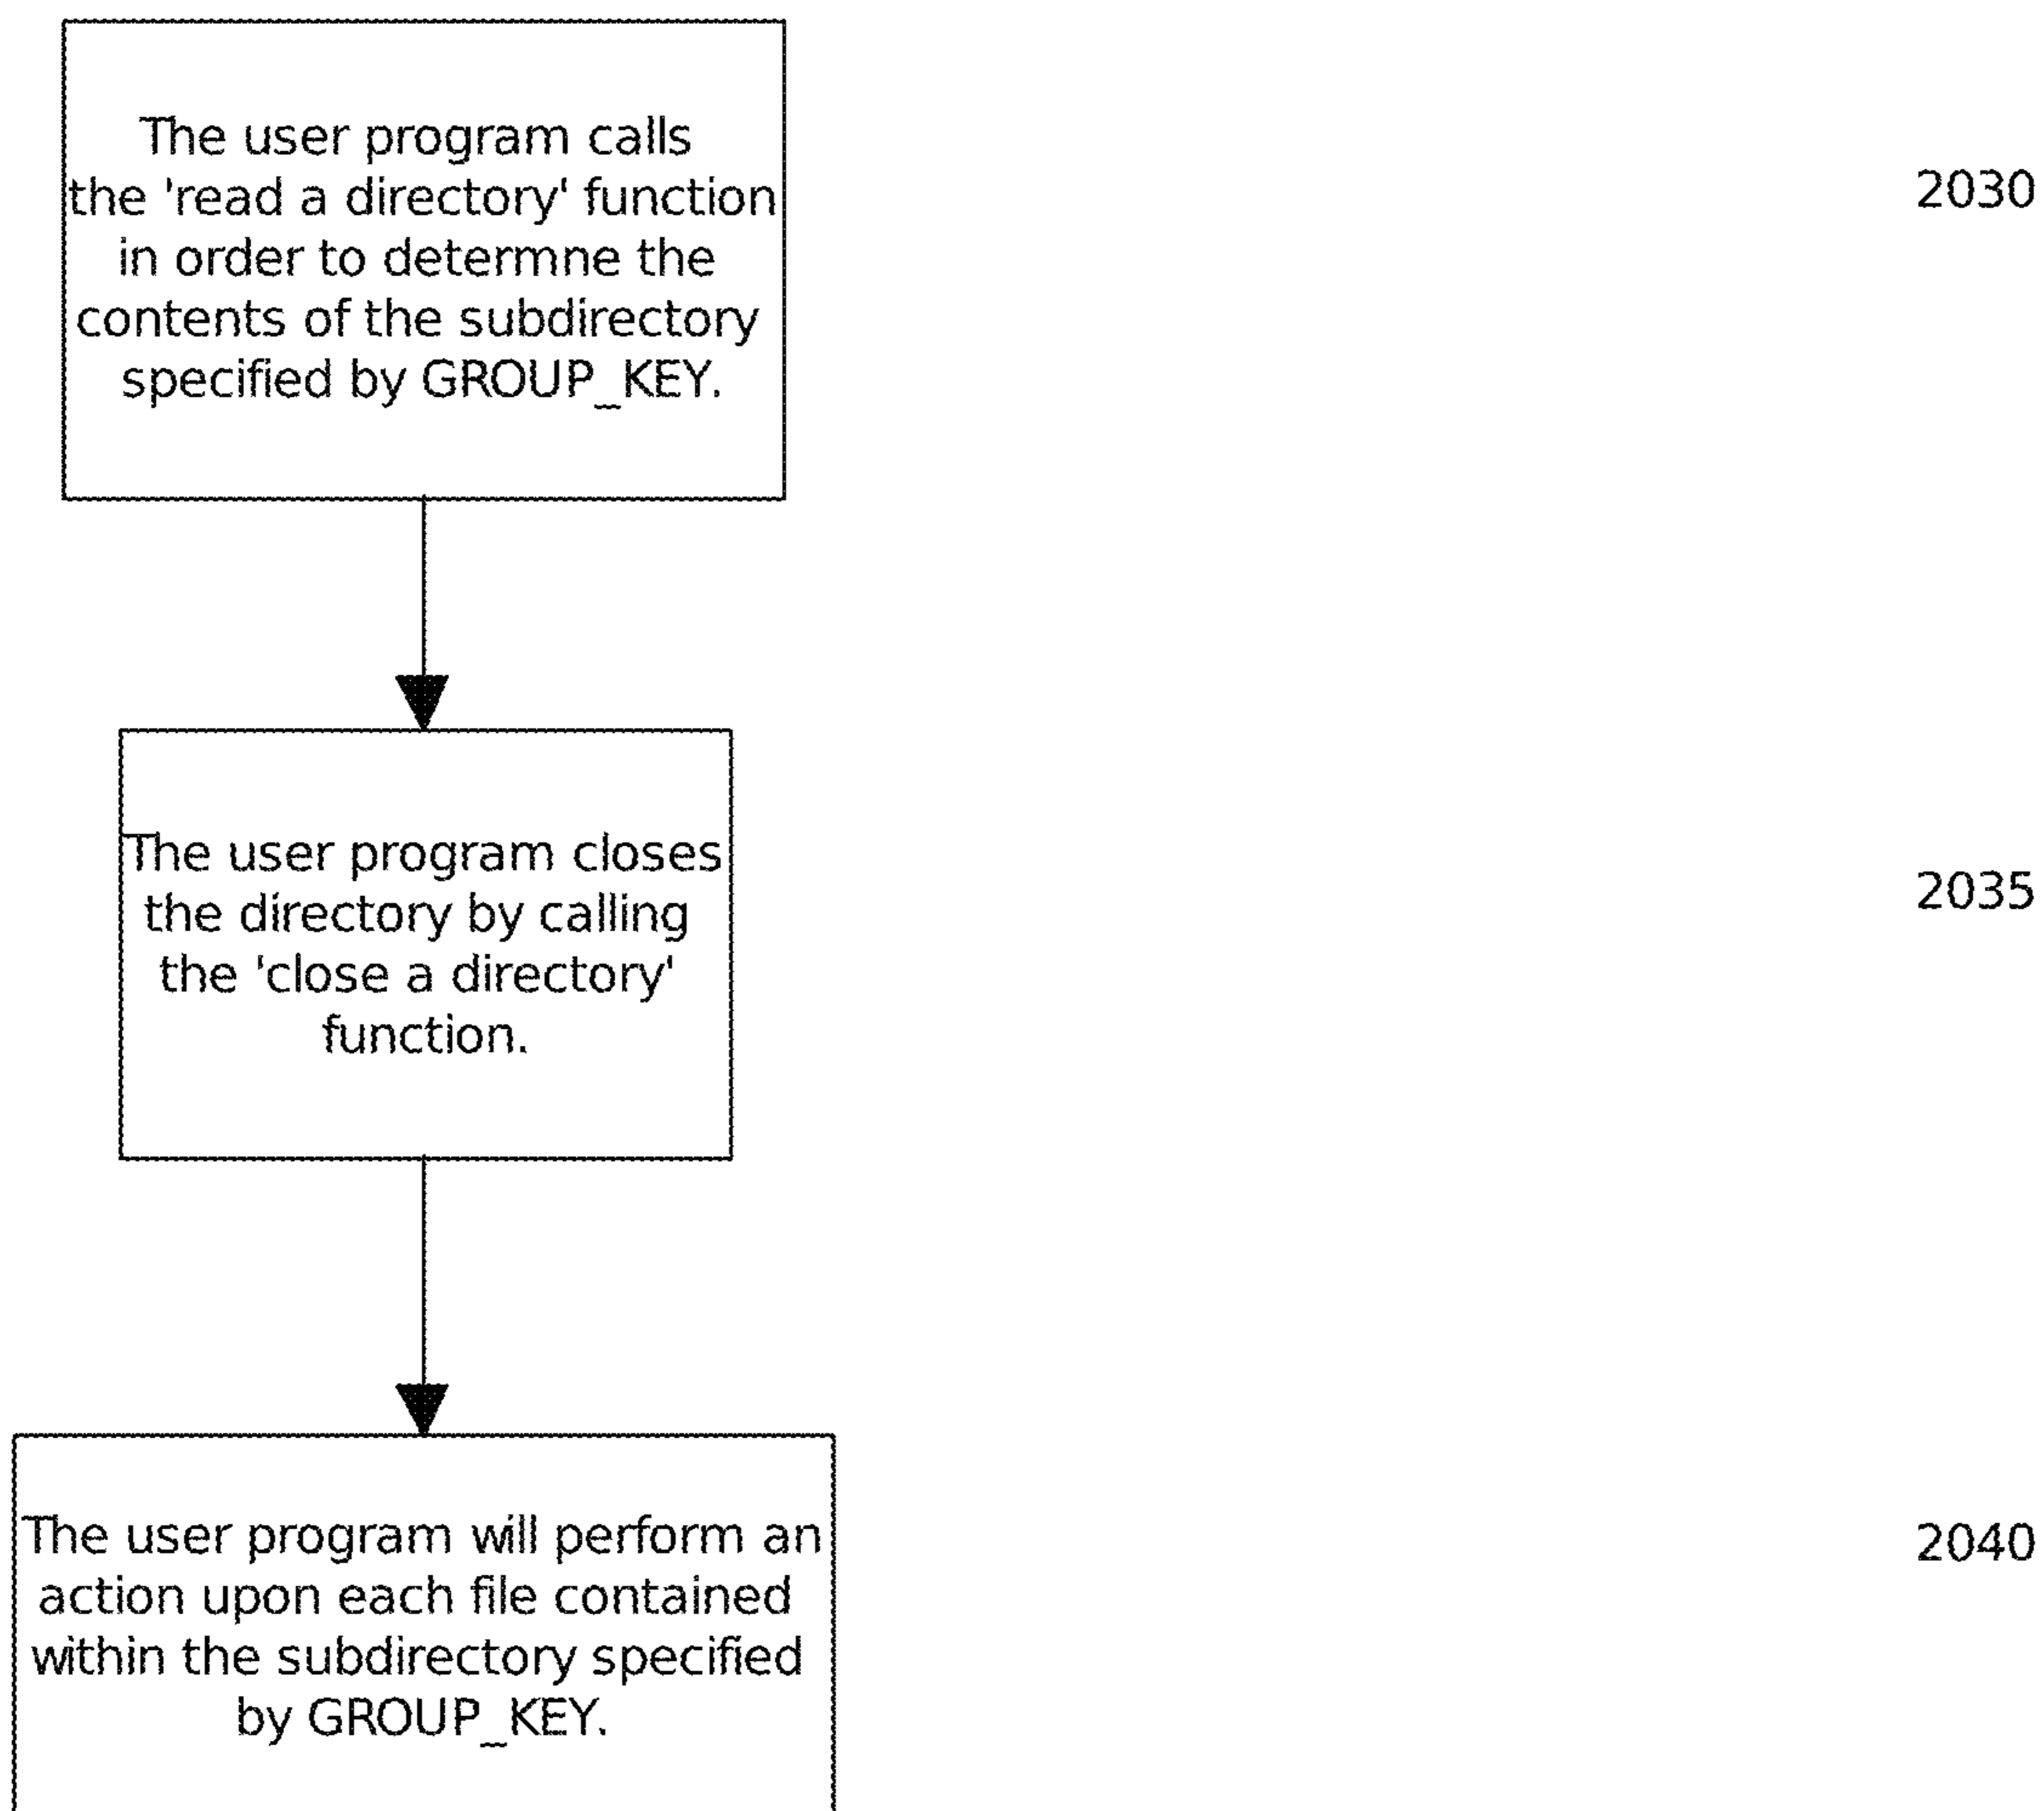 The user program calls
the 'read a directory' function
in order to determne the
contents of the subdirectory
specified by GROUP_KEY.
2030
The user program closes
the directory by calling
the 'close a directory'
function.
2035
The user program will perform an
action upon each file contained
within the subdirectory specified
by GROUP_KEY.
2040